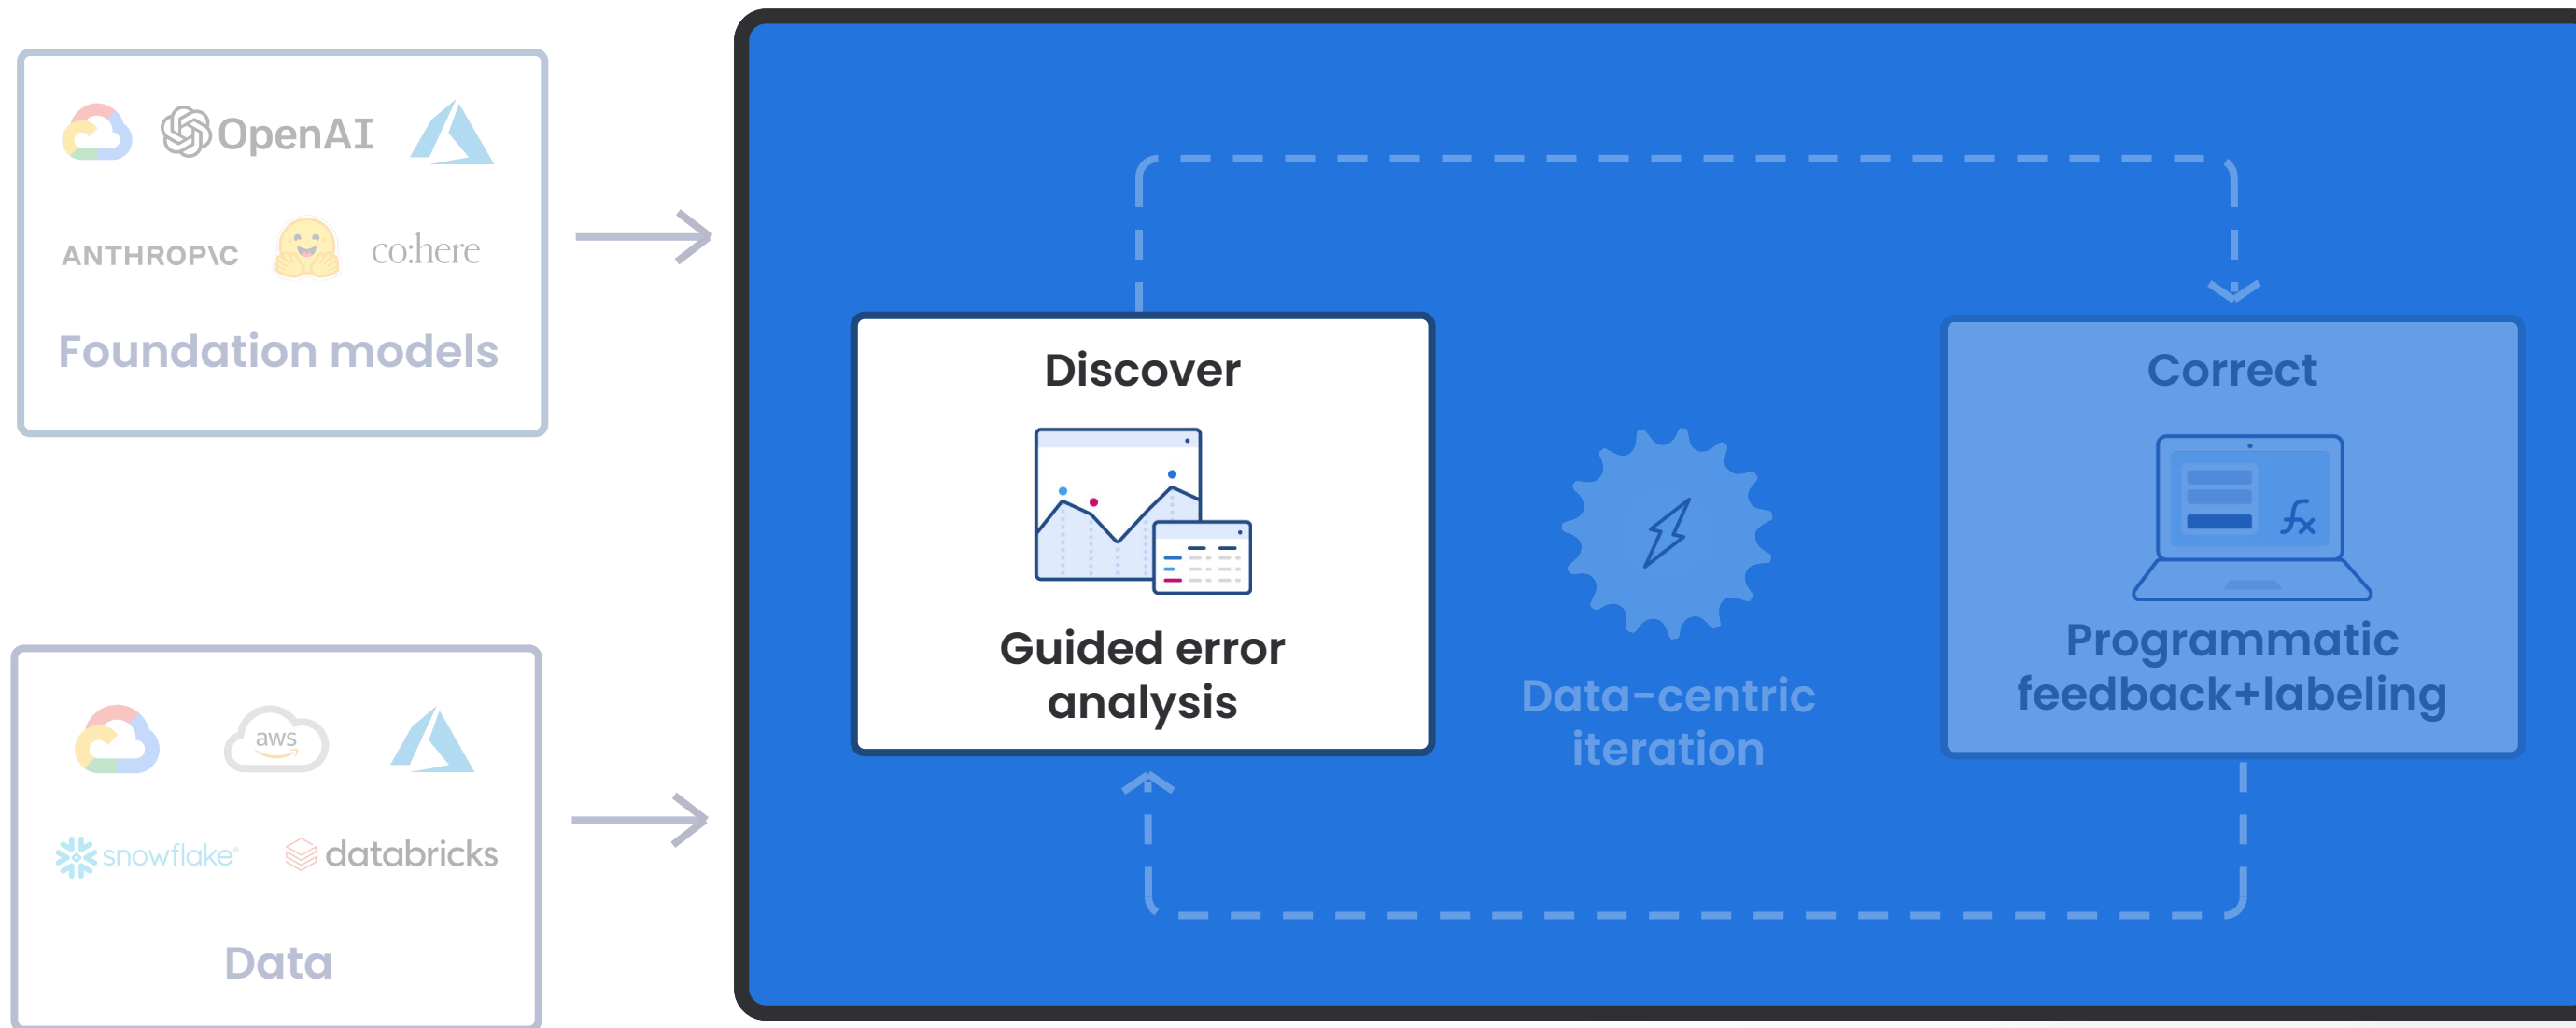 OpenAI
ANTHROP\C
co:here
Foundation models
aws
snowflake®
databricks
Data
Discover
Guided error
analysis
Data-centric
iteration
Correct
fx
Programmatic
feedback+labeling